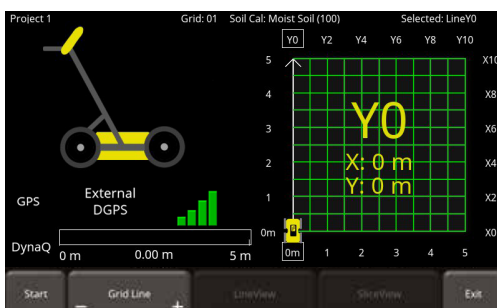 Project 1 Grid: 01 Soil Cal: Moist Soil (100) Selected: LineY0
Y0 Y2 Y4 Y6 Y8 Y10
5 X10
4 X8
3 X6
2 X4
1 X2
0m X0
Y0
X: 0 m
Y: 0 m
0m 1 2 3 4 5
GPS External
DGPS
DynaQ
0 m 0.00 m 5 m
Start - Grid Line + LineView SliceView Exit